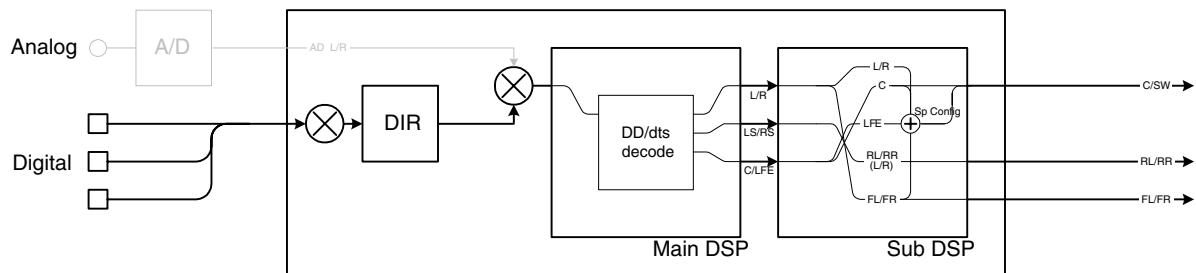 Analog
A/D
AD L/R
Digital
DIR
DD/dts
decode
Main DSP
L/R
LS/RS
C/LFE
L/R
C
LFE
Sp Config
RL/RR
(L/R)
FL/FR
Sub DSP
C/SW
RL/RR
FL/FR